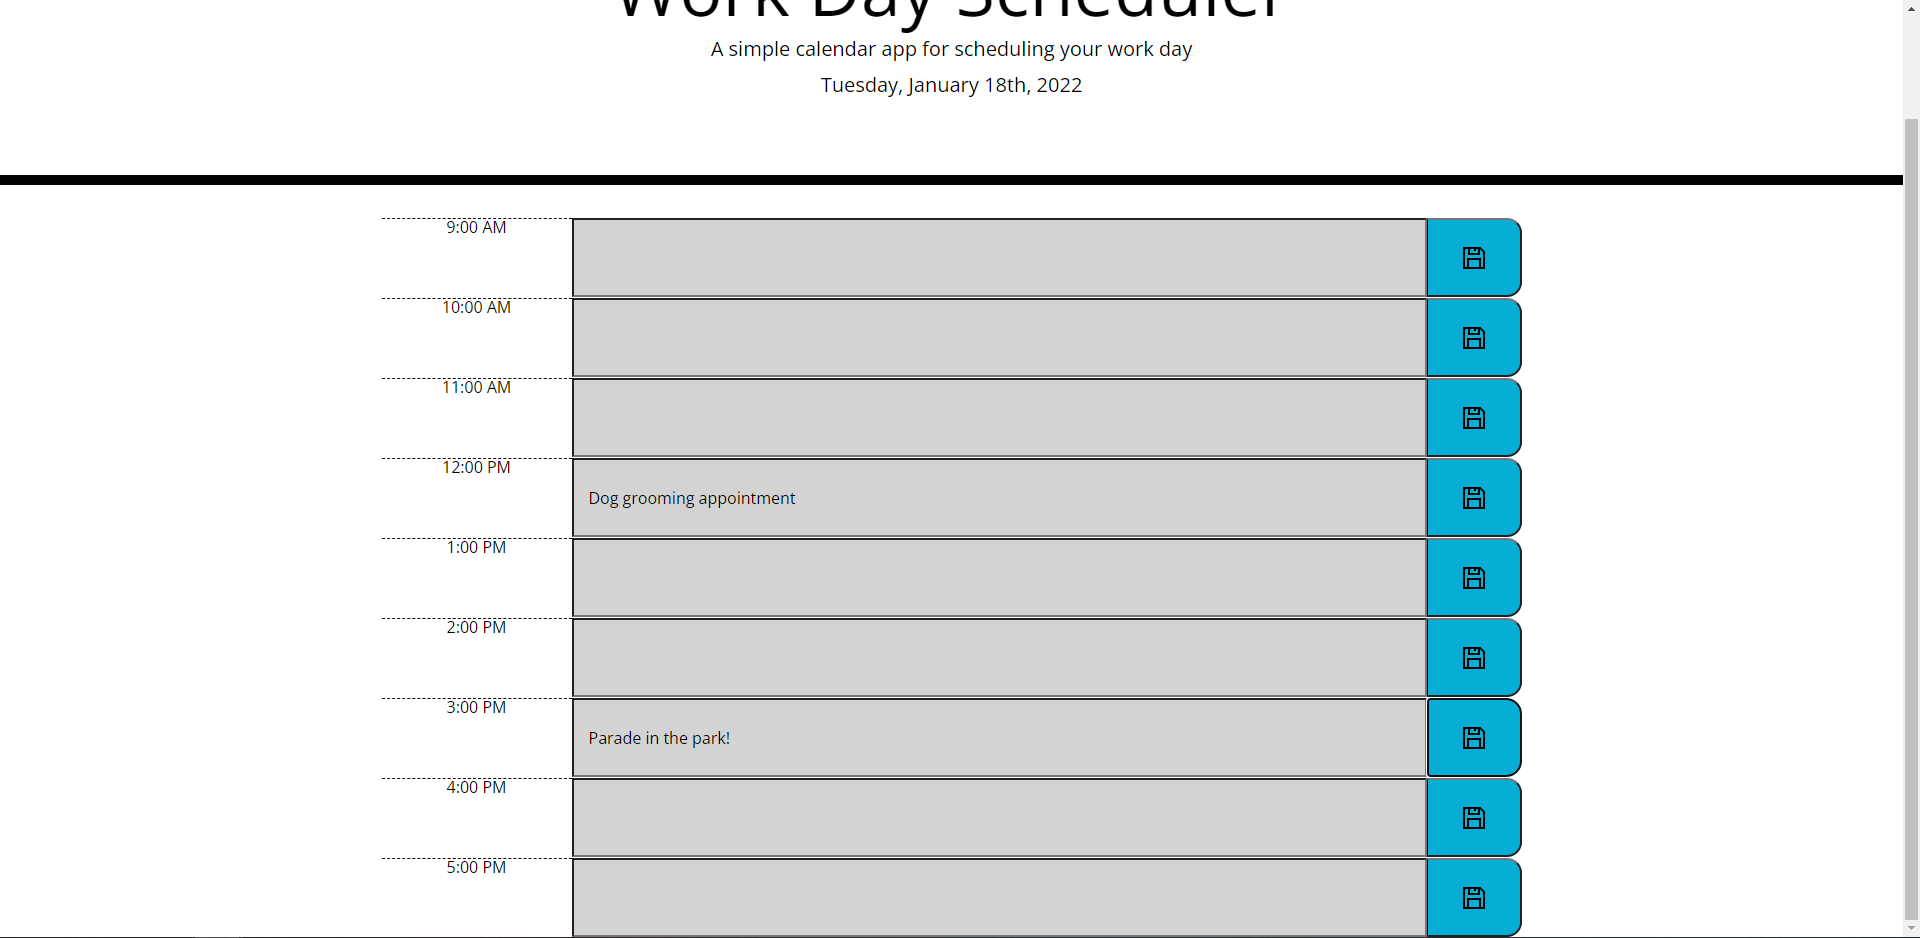 Work Day Scheduler
A simple calendar app for scheduling your work day
Tuesday, January 18th, 2022
9:00 AM
10:00 AM
11:00 AM
12:00 PM
Dog grooming appointment
1:00 PM
2:00 PM
3:00 PM
Parade in the park!
4:00 PM
5:00 PM